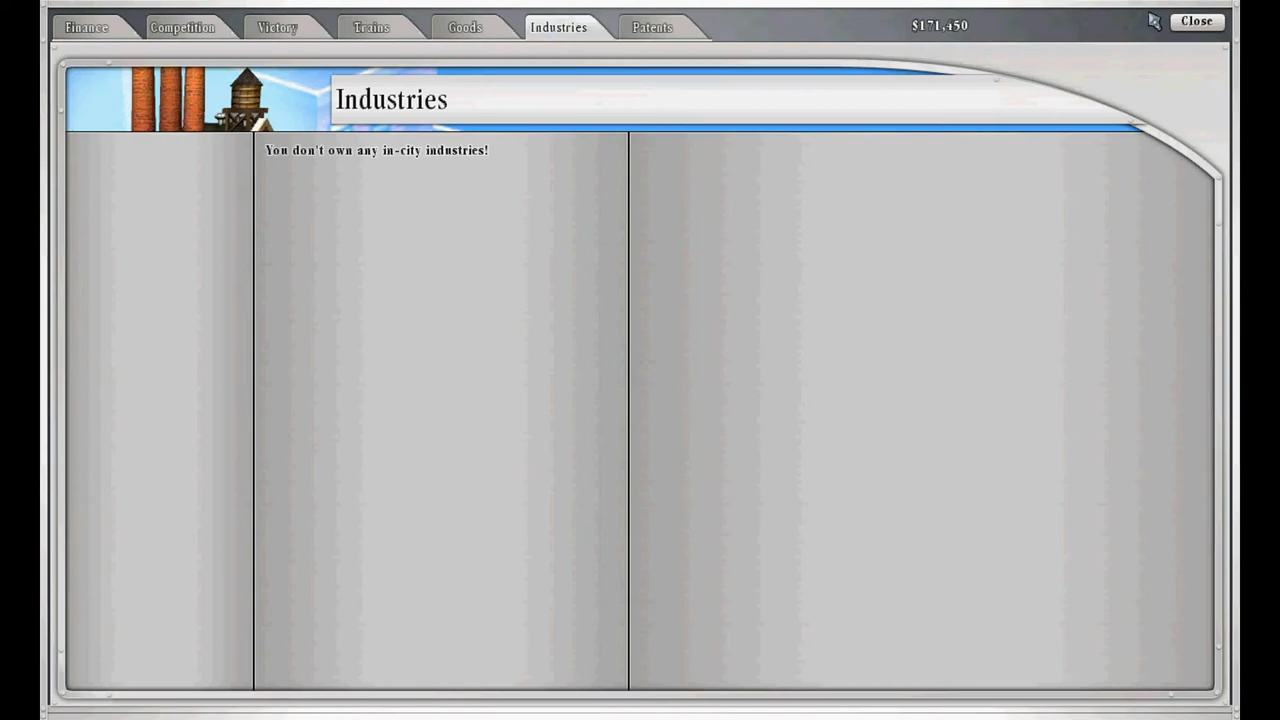 Finance Competition Victory Trains Goods Industries Patents $171,450 Close
Industries
You don't own any in-city industries!